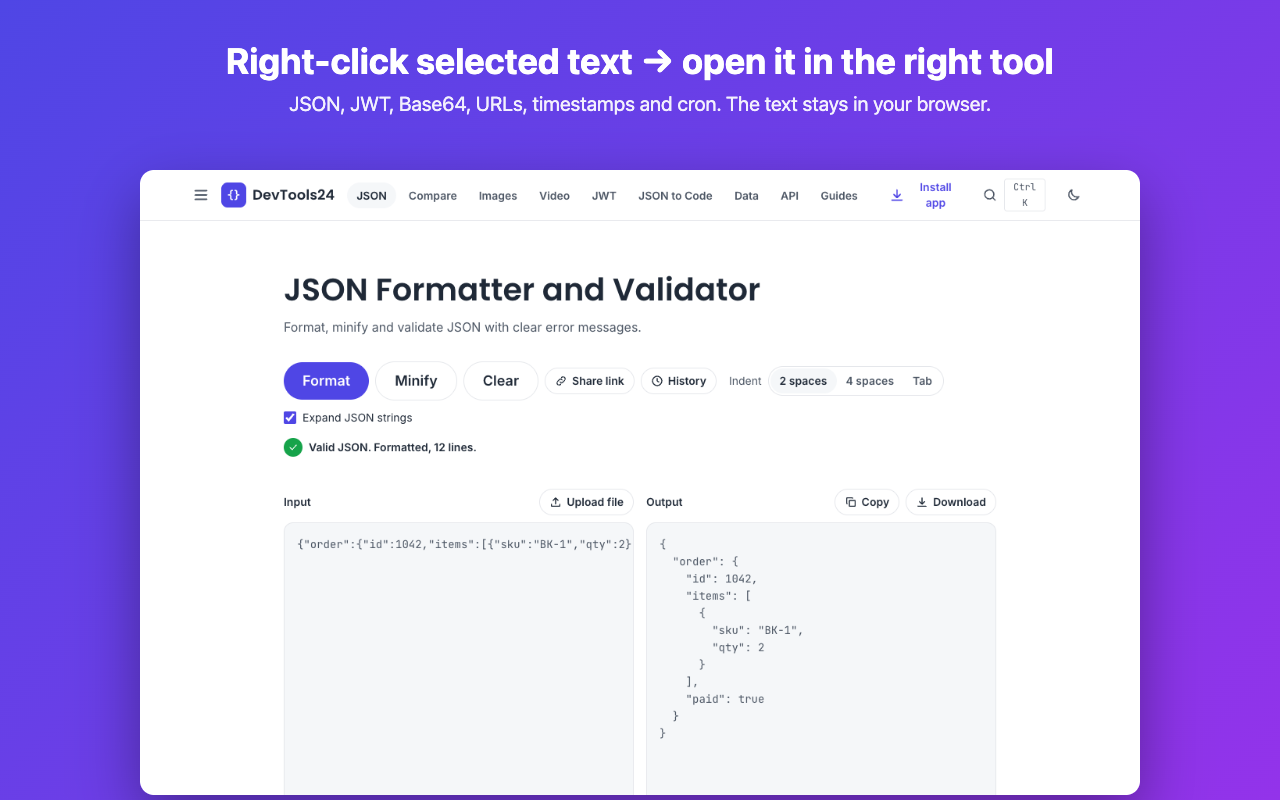 Right-click selected text → open it in the right tool
JSON, JWT, Base64, URLs, timestamps and cron. The text stays in your browser.
{} DevTools24 JSON Compare Images Video JWT JSON to Code Data API Guides Install app Ctrl K
JSON Formatter and Validator
Format, minify and validate JSON with clear error messages.
Format Minify Clear Share link History Indent 2 spaces 4 spaces Tab
Expand JSON strings
Valid JSON. Formatted, 12 lines.
Input Upload file Output Copy Download
{"order":{"id":1042,"items":[{"sku":"BK-1","qty":2}
{
  "order": {
    "id": 1042,
    "items": [
      {
        "sku": "BK-1",
        "qty": 2
      }
    ],
    "paid": true
  }
}